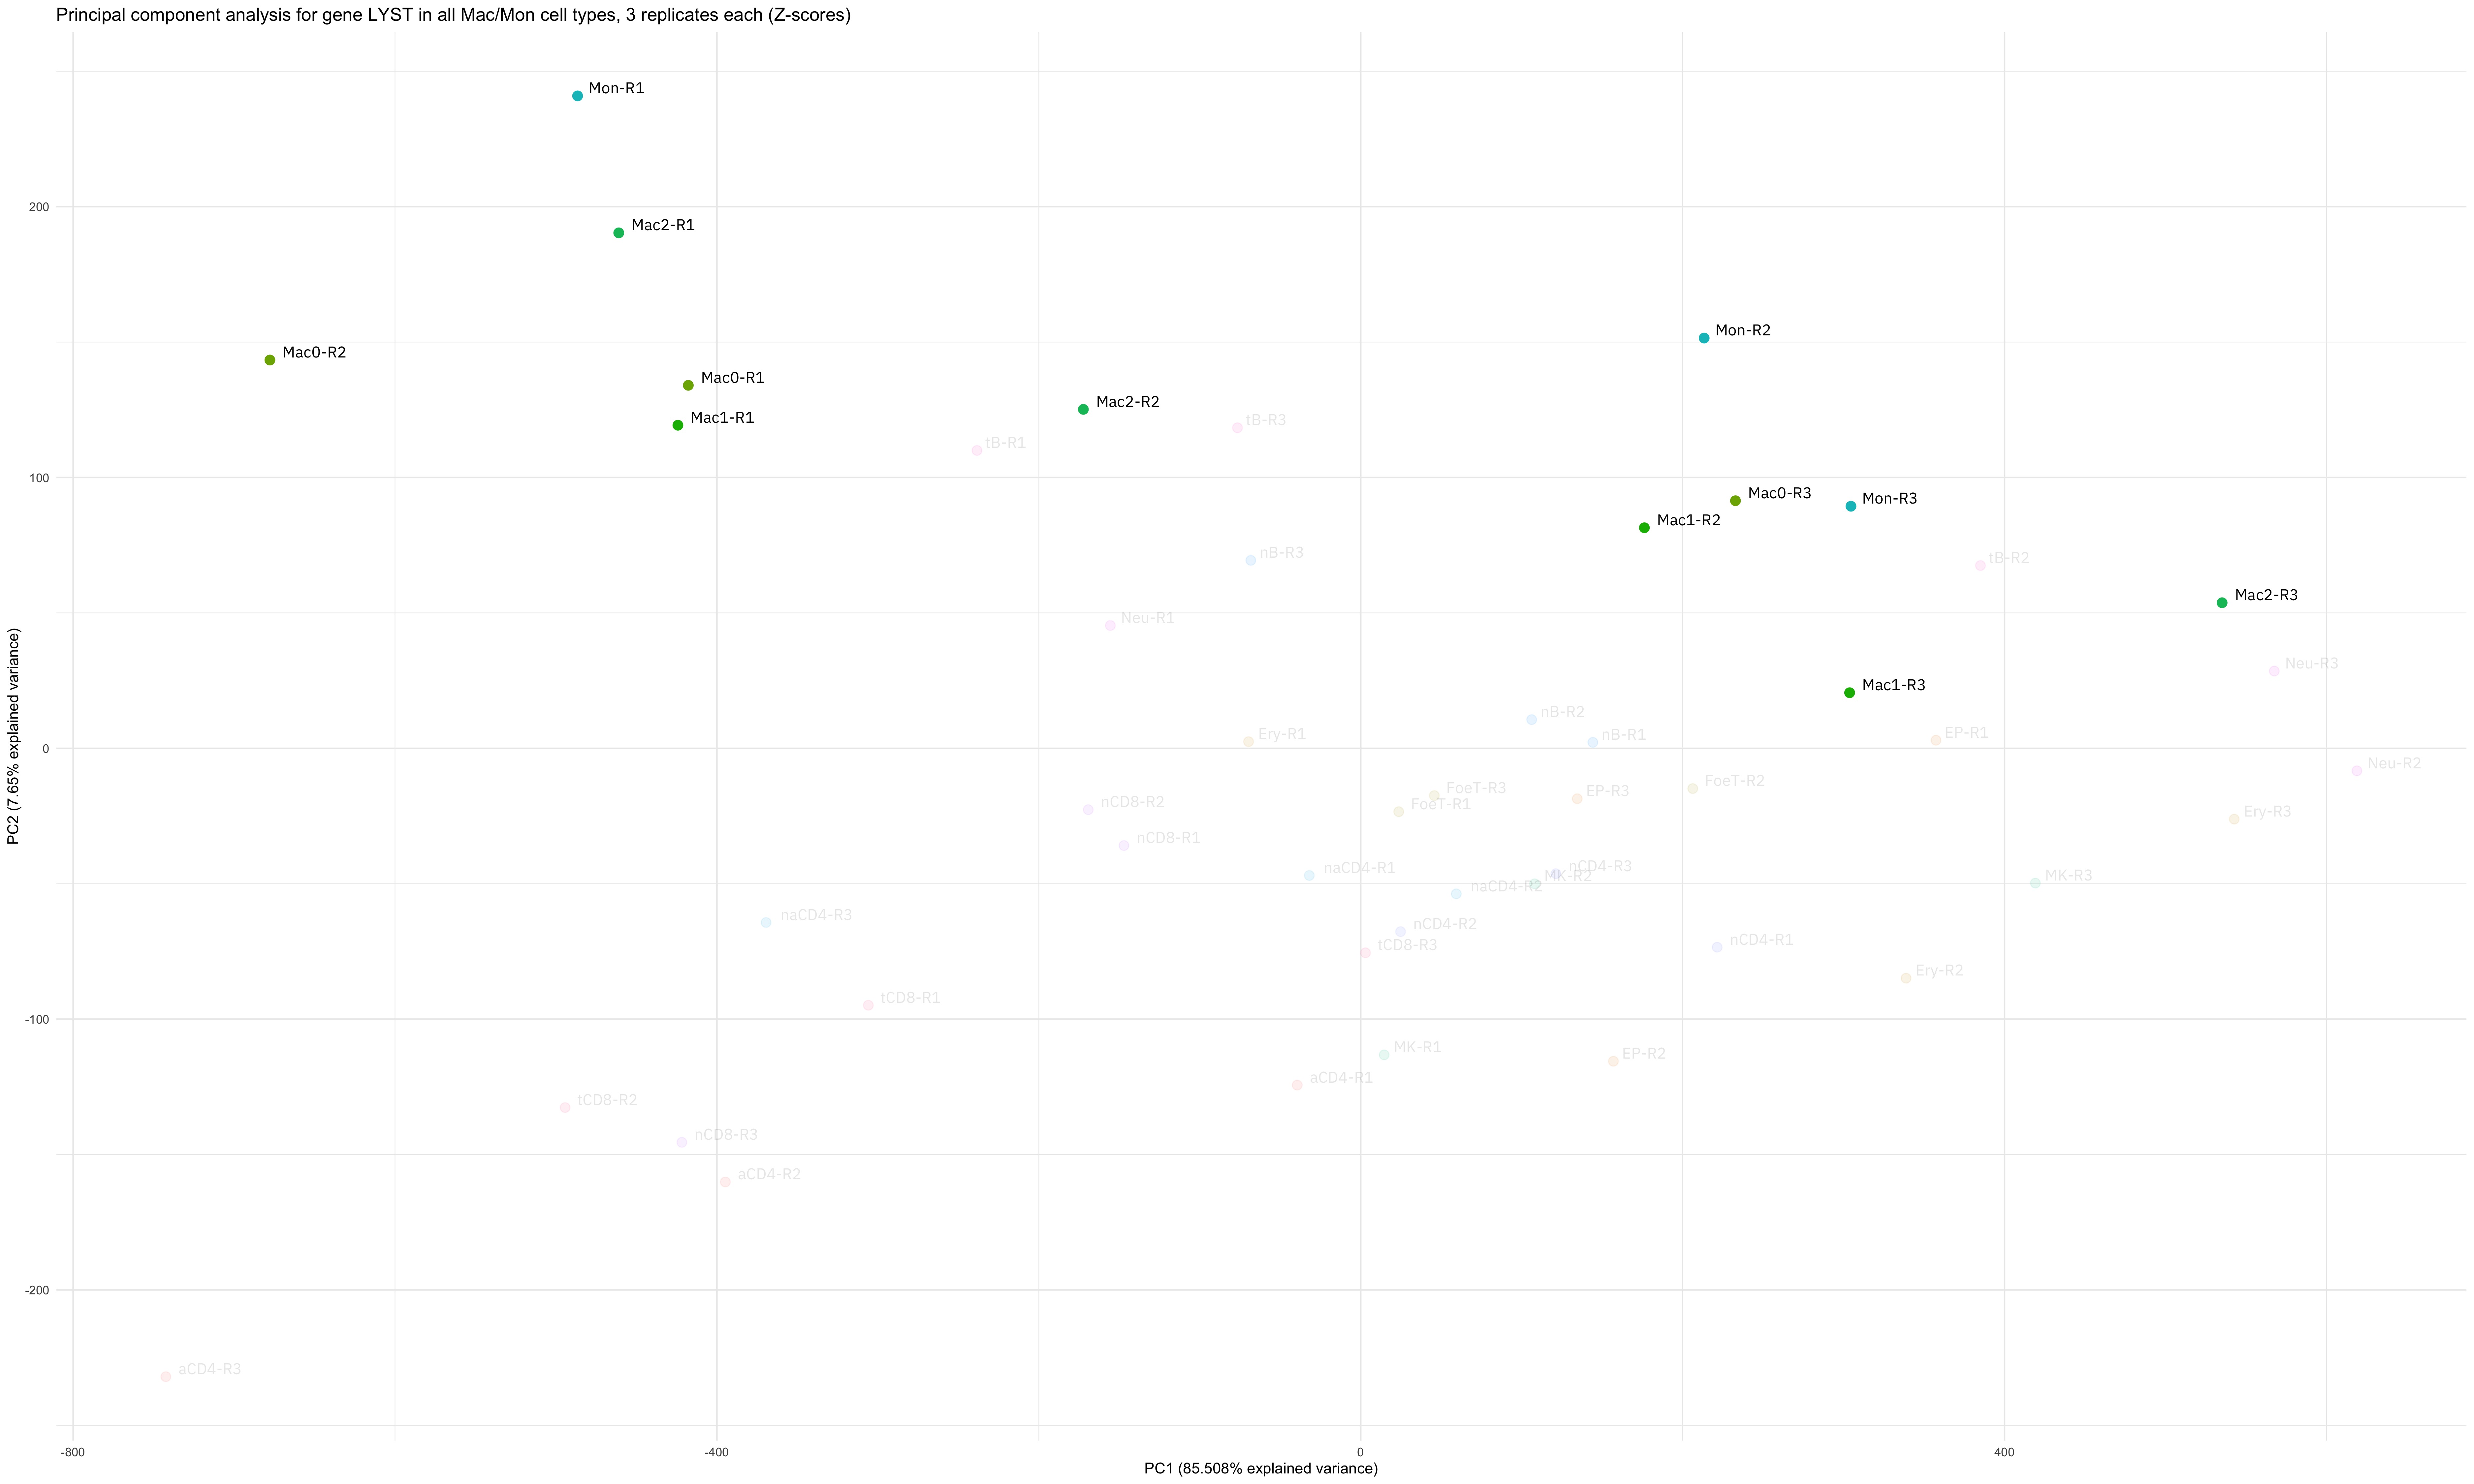 Principal component analysis for gene LYST in all Mac/Mon cell types, 3 replicates each (Z-scores)
Mon-R1
200
Mac2-R1
Mon-R2
Mac0-R2
Mac0-R1
Mac2-R2
Mac1-R1
tB-R3
tB-R1
100
Mac0-R3
Mon-R3
Mac1-R2
nB-R3
tB-R2
Mac2-R3
Neu-R1
Neu-R3
Mac1-R3
nB-R2
Ery-R1
nB-R1
EP-R1
0
Neu-R2
FoeT-R2
FoeT-R3
EP-R3
FoeT-R1
nCD8-R2
Ery-R3
nCD8-R1
nCD4-R3
naCD4-R1
MK-R2
MK-R3
naCD4-R2
naCD4-R3
nCD4-R2
nCD4-R1
tCD8-R3
Ery-R2
tCD8-R1
-100
MK-R1
EP-R2
aCD4-R1
tCD8-R2
nCD8-R3
aCD4-R2
-200
aCD4-R3
-800
-400
0
400
PC1 (85.508% explained variance)
PC2 (7.65% explained variance)